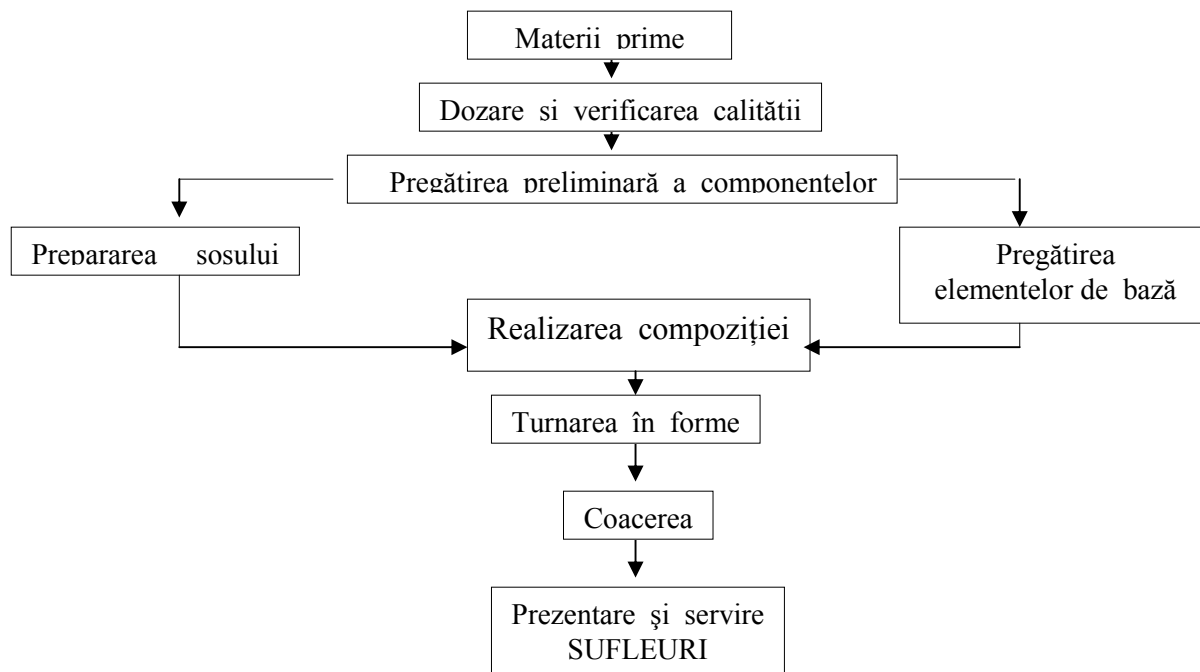 Materii prime
Dozare si verificarea calitătii
Pregătirea preliminară a componentelor
Prepararea sosului
Pregătirea
elementelor de bază
Realizarea compoziției
Turnarea în forme
Coacerea
Prezentare şi servire
SUFLEURI